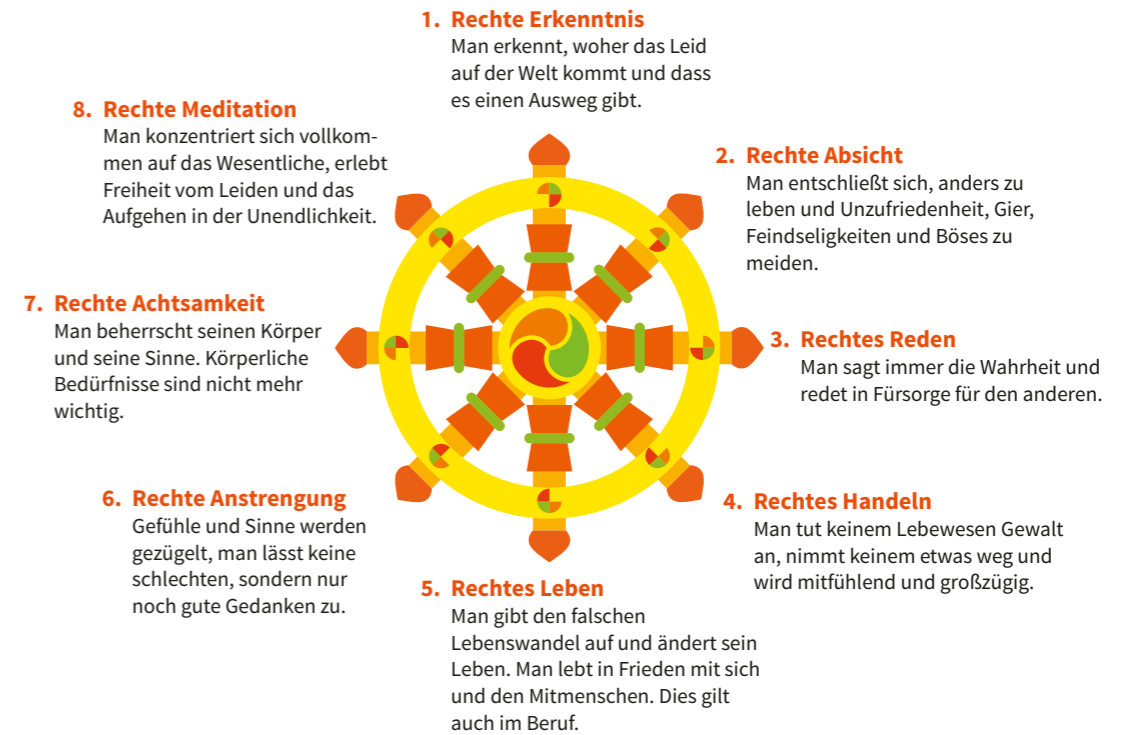 1. Rechte Erkenntnis
Man erkennt, woher das Leid
auf der Welt kommt und dass
es einen Ausweg gibt.
2. Rechte Absicht
Man entschließt sich, anders zu
leben und Unzufriedenheit, Gier,
Feindseligkeiten und Böses zu
meiden.
3. Rechtes Reden
Man sagt immer die Wahrheit und
redet in Fürsorge für den anderen.
4. Rechtes Handeln
Man tut keinem Lebewesen Gewalt
an, nimmt keinem etwas weg und
wird mitfühlend und großzügig.
5. Rechtes Leben
Man gibt den falschen
Lebenswandel auf und ändert sein
Leben. Man lebt in Frieden mit sich
und den Mitmenschen. Dies gilt
auch im Beruf.
6. Rechte Anstrengung
Gefühle und Sinne werden
gezügelt, man lässt keine
schlechten, sondern nur
noch gute Gedanken zu.
7. Rechte Achtsamkeit
Man beherrscht seinen Körper
und seine Sinne. Körperliche
Bedürfnisse sind nicht mehr
wichtig.
8. Rechte Meditation
Man konzentriert sich vollkom-
men auf das Wesentliche, erlebt
Freiheit vom Leiden und das
Aufgehen in der Unendlichkeit.